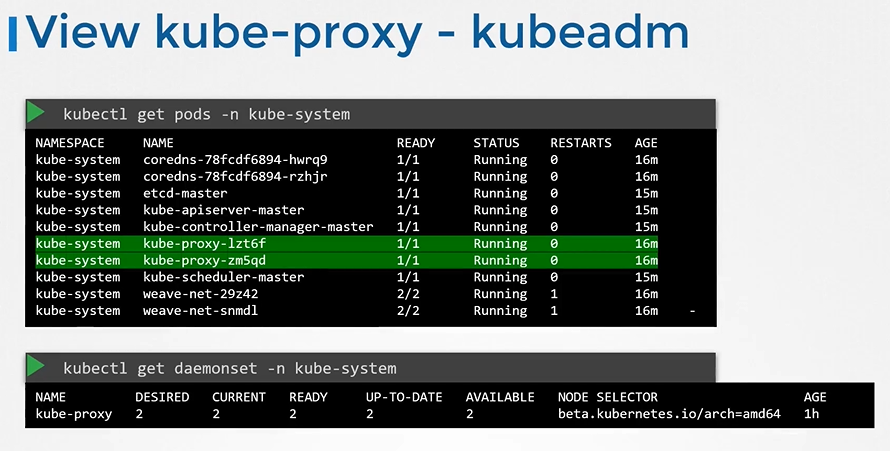 View kube-proxy - kubeadm
kubectl get pods -n kube-system
NAMESPACE NAME READY STATUS RESTARTS AGE
kube-system coredns-78fcdf6894-hwrq9 1/1 Running 0 16m
kube-system coredns-78fcdf6894-rzhjr 1/1 Running 0 16m
kube-system etcd-master 1/1 Running 0 15m
kube-system kube-apiserver-master 1/1 Running 0 15m
kube-system kube-controller-manager-master 1/1 Running 0 15m
kube-system kube-proxy-lzt6f 1/1 Running 0 16m
kube-system kube-proxy-zm5qd 1/1 Running 0 16m
kube-system kube-scheduler-master 1/1 Running 0 15m
kube-system weave-net-29z42 2/2 Running 1 16m
kube-system weave-net-snmdl 2/2 Running 1 16m -
kubectl get daemonset -n kube-system
NAME DESIRED CURRENT READY UP-TO-DATE AVAILABLE NODE SELECTOR AGE
kube-proxy 2 2 2 2 2 beta.kubernetes.io/arch=amd64 1h